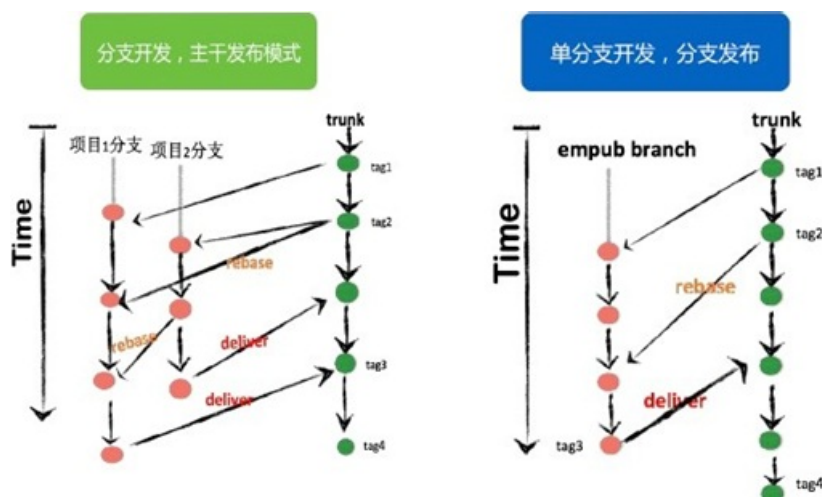 分支开发，主干发布模式
trunk
项目1分支
项目2分支
tag1
tag2
Time
rebase
rebase
deliver
tag3
deliver
tag4
单分支开发，分支发布
trunk
empub branch
tag1
tag2
Time
rebase
deliver
tag3
tag4